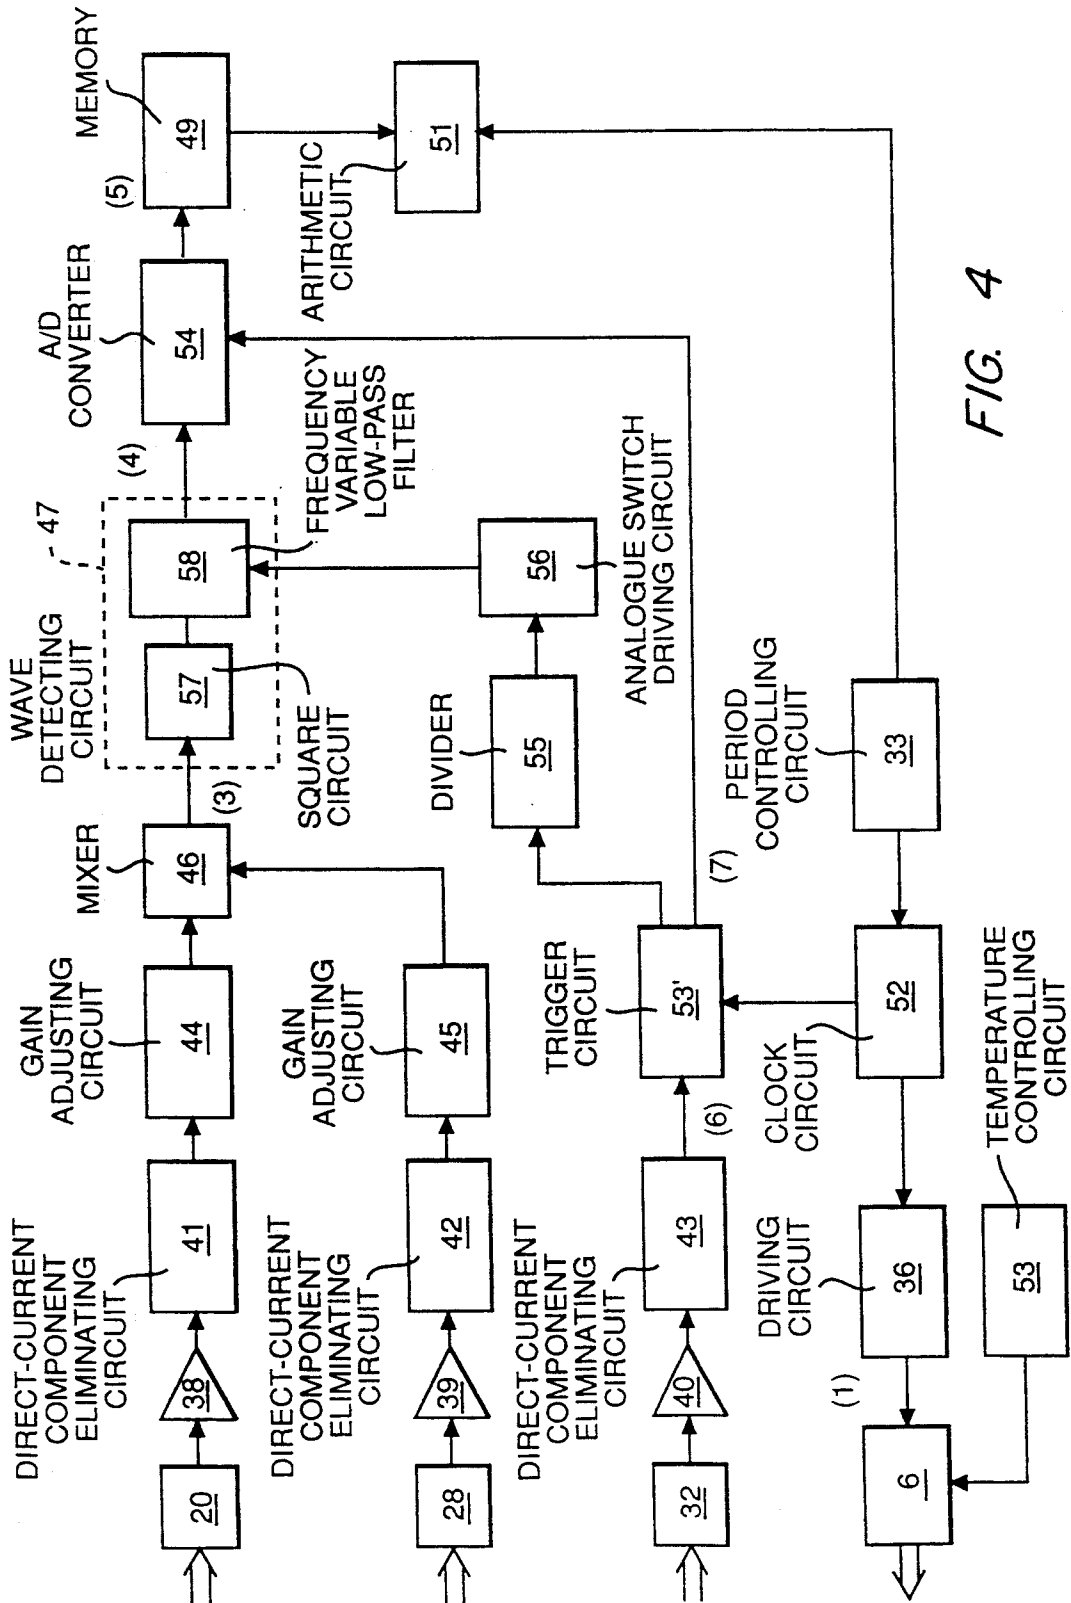 DIRECT-CURRENT
COMPONENT
ELIMINATING
CIRCUIT
GAIN
ADJUSTING
CIRCUIT
MIXER
WAVE
DETECTING
CIRCUIT
47
A/D
CONVERTER
MEMORY
20
38
41
44
46
(3)
57
58
(4)
54
(5)
49
SQUARE
CIRCUIT
FREQUENCY
VARIABLE
LOW-PASS
FILTER
ARITHMETIC
CIRCUIT
51
DIRECT-CURRENT
COMPONENT
ELIMINATING
CIRCUIT
GAIN
ADJUSTING
CIRCUIT
28
39
42
45
DIVIDER
55
56
ANALOGUE SWITCH
DRIVING CIRCUIT
DIRECT-CURRENT
COMPONENT
ELIMINATING
CIRCUIT
TRIGGER
CIRCUIT
32
40
43
(6)
53'
(7)
DRIVING
CIRCUIT
CLOCK
CIRCUIT
PERIOD
CONTROLLING
CIRCUIT
6
(1)
36
52
33
53
TEMPERATURE
CONTROLLING
CIRCUIT
FIG. 4